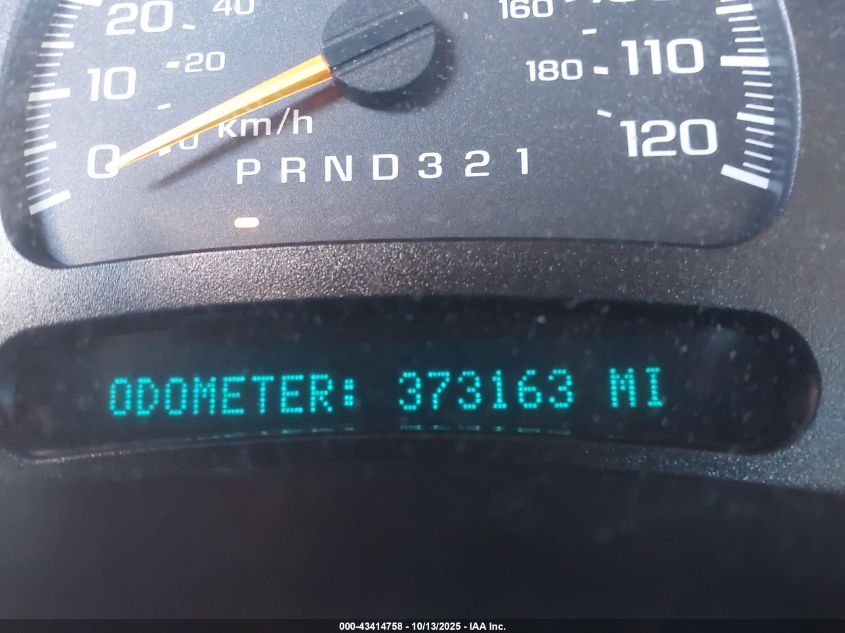 20 40
10 20
0 km/h
160
180 110
120
P R N D 3 2 1
ODOMETER: 373163 MI
000-43414758 - 10/13/2025 - IAA Inc.